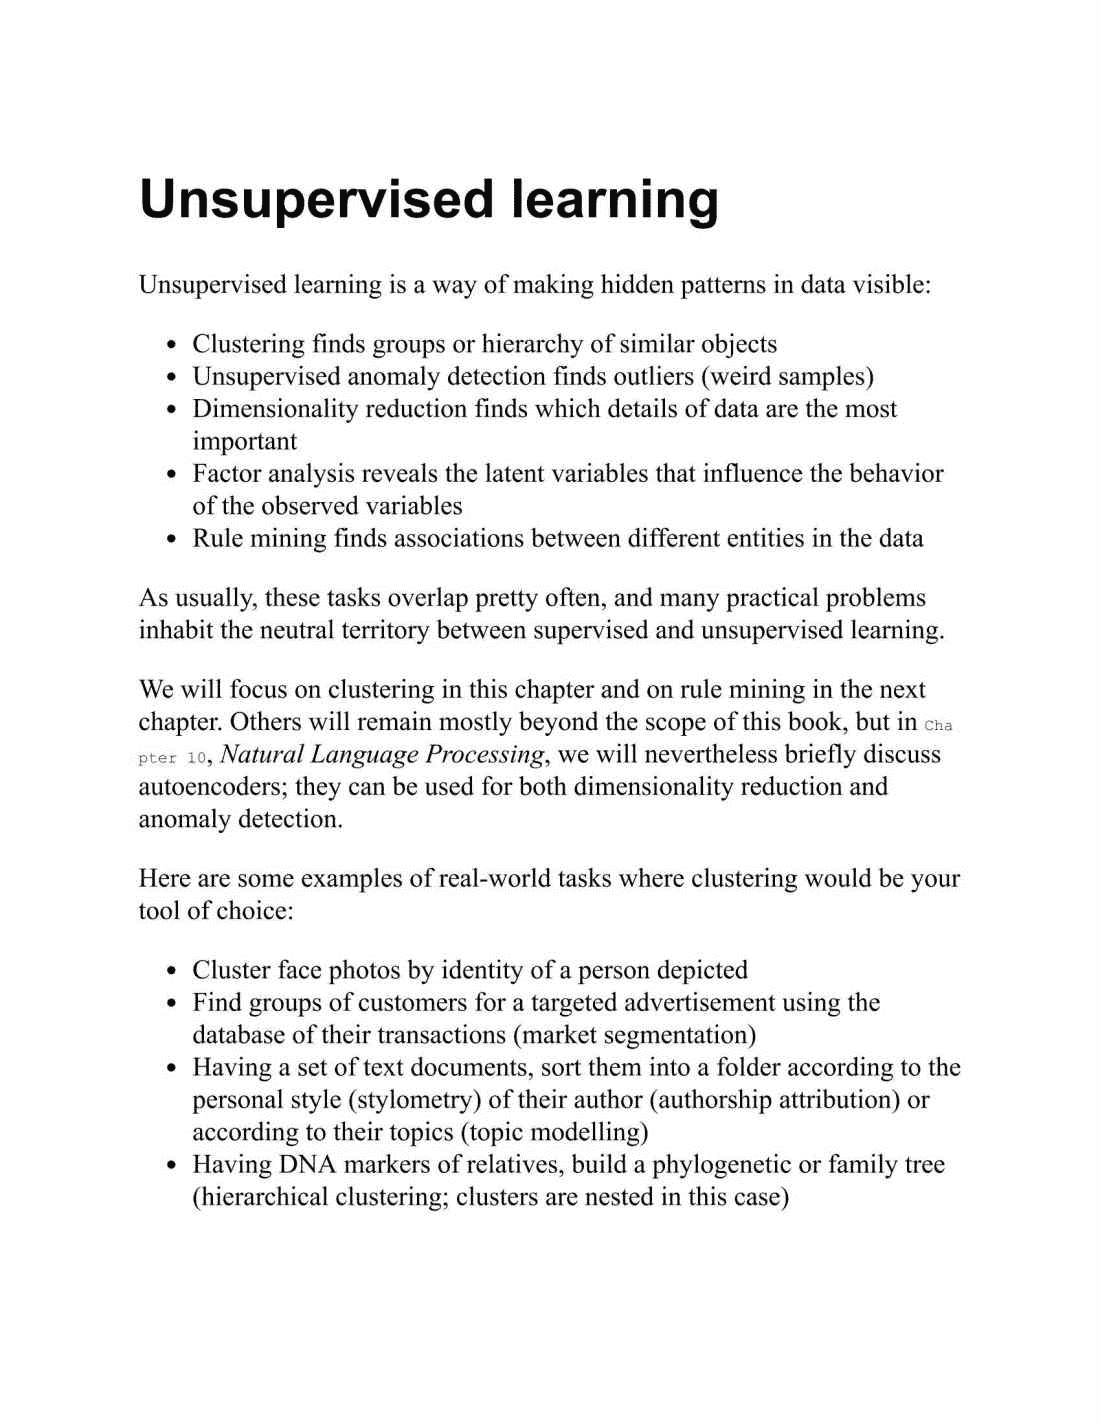 Unsupervised learning
Unsupervised learning is a way of making hidden patterns in data visible:
• Clustering finds groups or hierarchy of similar objects
• Unsupervised anomaly detection finds outliers (weird samples)
• Dimensionality reduction finds which details of data are the most
important
• Factor analysis reveals the latent variables that influence the behavior
of the observed variables
• Rule mining finds associations between different entities in the data
As usually, these tasks overlap pretty often, and many practical problems
inhabit the neutral territory between supervised and unsupervised learning.
We will focus on clustering in this chapter and on rule mining in the next
chapter. Others will remain mostly beyond the scope of this book, but in Cha
pter 10, Natural Language Processing, we will nevertheless briefly discuss
autoencoders; they can be used for both dimensionality reduction and
anomaly detection.
Here are some examples of real-world tasks where clustering would be your
tool of choice:
• Cluster face photos by identity of a person depicted
• Find groups of customers for a targeted advertisement using the
database of their transactions (market segmentation)
• Having a set of text documents, sort them into a folder according to the
personal style (stylometry) of their author (authorship attribution) or
according to their topics (topic modelling)
• Having DNA markers of relatives, build a phylogenetic or family tree
(hierarchical clustering; clusters are nested in this case)